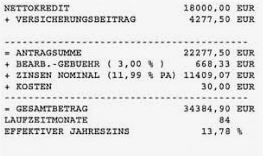 NETTOKREDIT 18000,00 EUR
+ VERSICHERUNGSBEITRAG 4277,50 EUR
= ANTRAGSUMME 22277,50 EUR
+ BEARB.-GEBUEHR ( 3,00 % ) 668,33 EUR
+ ZINSEN NOMINAL (11,99 % PA) 11409,07 EUR
+ KOSTEN 30,00 EUR
= GESAMTBETRAG 34384,90 EUR
LAUFZEITMONATE 84
EFFEKTIVER JAHRESZINS 13,78 %